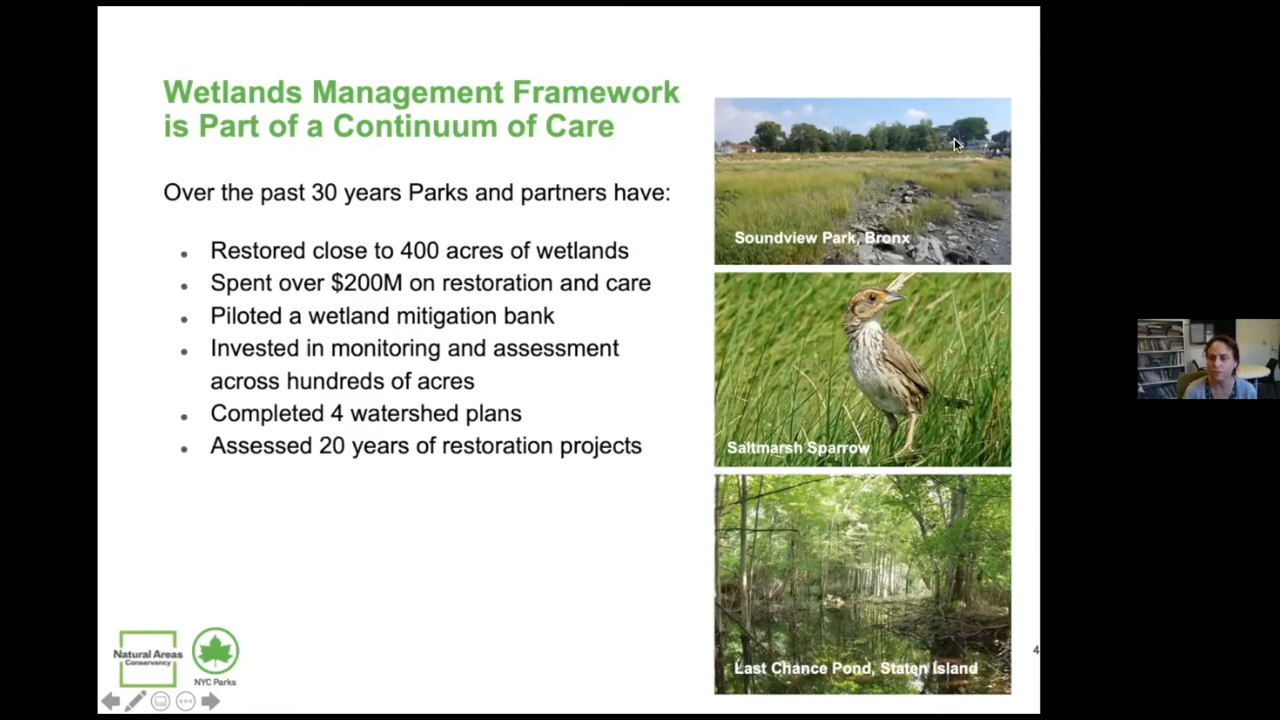 Wetlands Management Framework
is Part of a Continuum of Care
Over the past 30 years Parks and partners have:
• Restored close to 400 acres of wetlands
• Spent over $200M on restoration and care
• Piloted a wetland mitigation bank
• Invested in monitoring and assessment
across hundreds of acres
• Completed 4 watershed plans
• Assessed 20 years of restoration projects
Soundview Park, Bronx
Saltmarsh Sparrow
Last Chance Pond, Staten Island
Natural Areas
Conservancy
NYC Parks
4